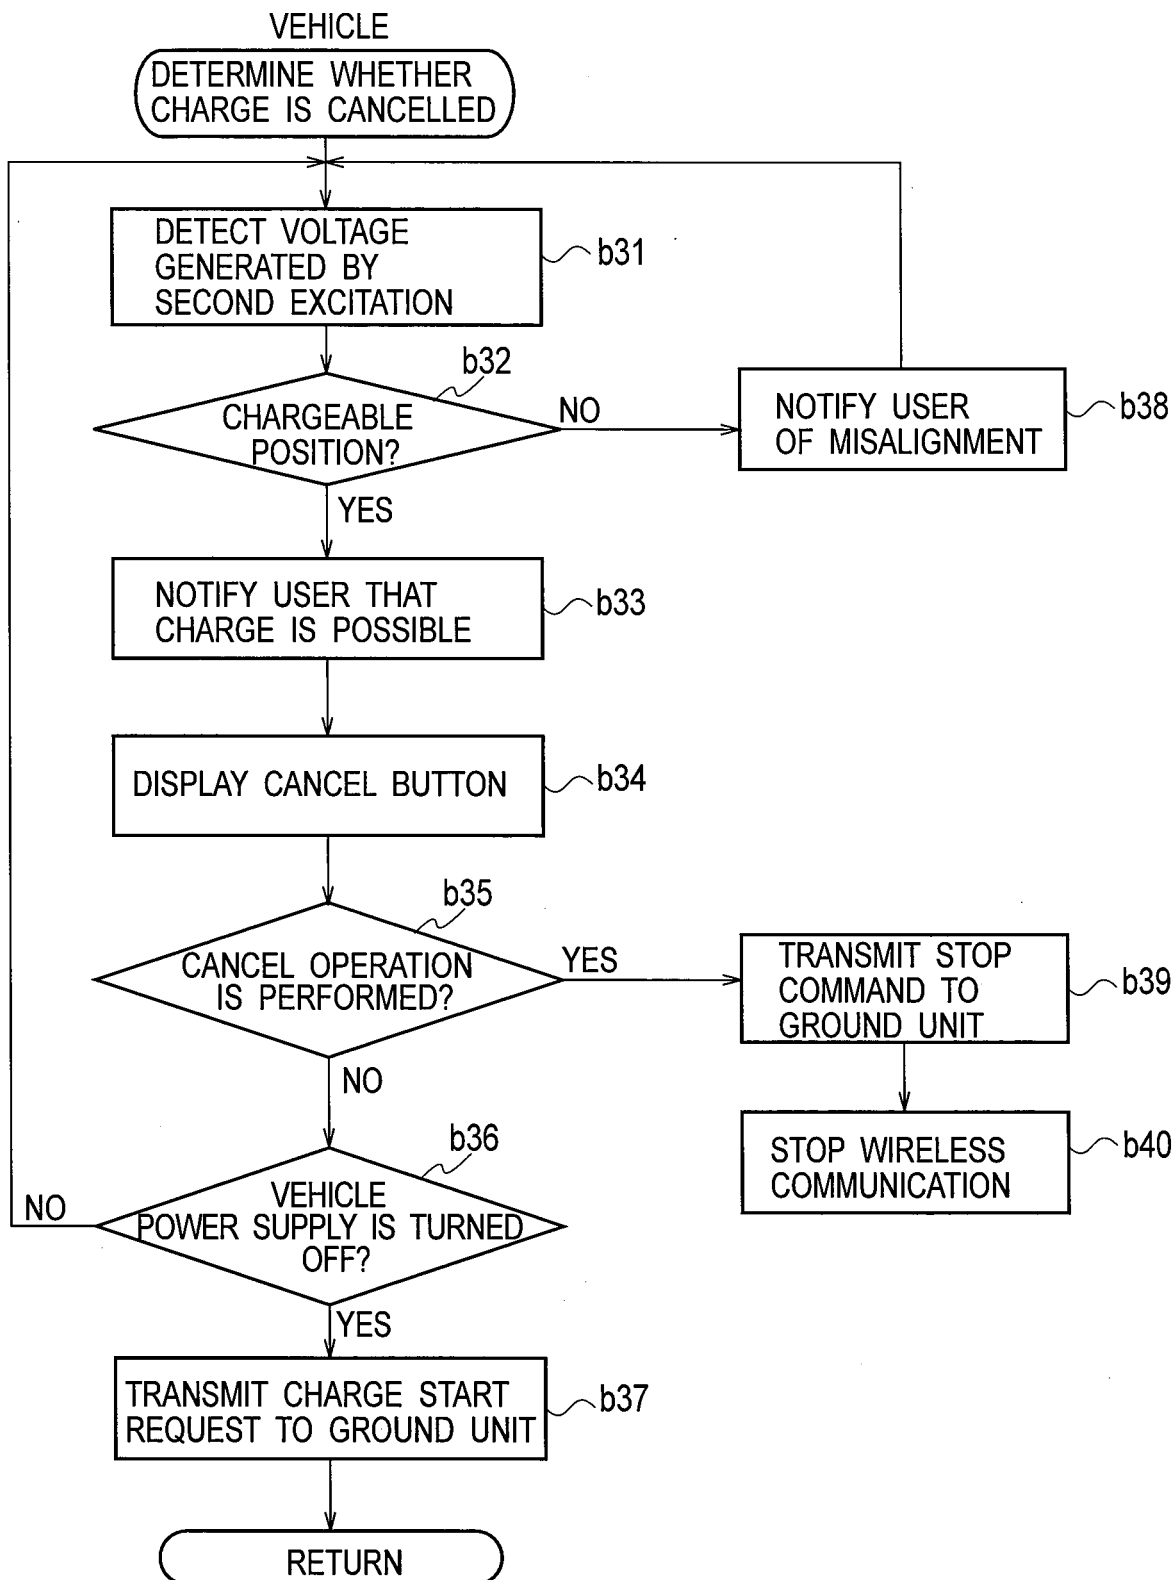 VEHICLE
DETERMINE WHETHER
CHARGE IS CANCELLED
DETECT VOLTAGE
GENERATED BY
SECOND EXCITATION
b31
b32
CHARGEABLE
POSITION?
NO
NOTIFY USER
OF MISALIGNMENT
b38
YES
NOTIFY USER THAT
CHARGE IS POSSIBLE
b33
DISPLAY CANCEL BUTTON
b34
b35
CANCEL OPERATION
IS PERFORMED?
YES
TRANSMIT STOP
COMMAND TO
GROUND UNIT
b39
NO
STOP WIRELESS
COMMUNICATION
b40
b36
VEHICLE
POWER SUPPLY IS TURNED
OFF?
NO
YES
TRANSMIT CHARGE START
REQUEST TO GROUND UNIT
b37
RETURN